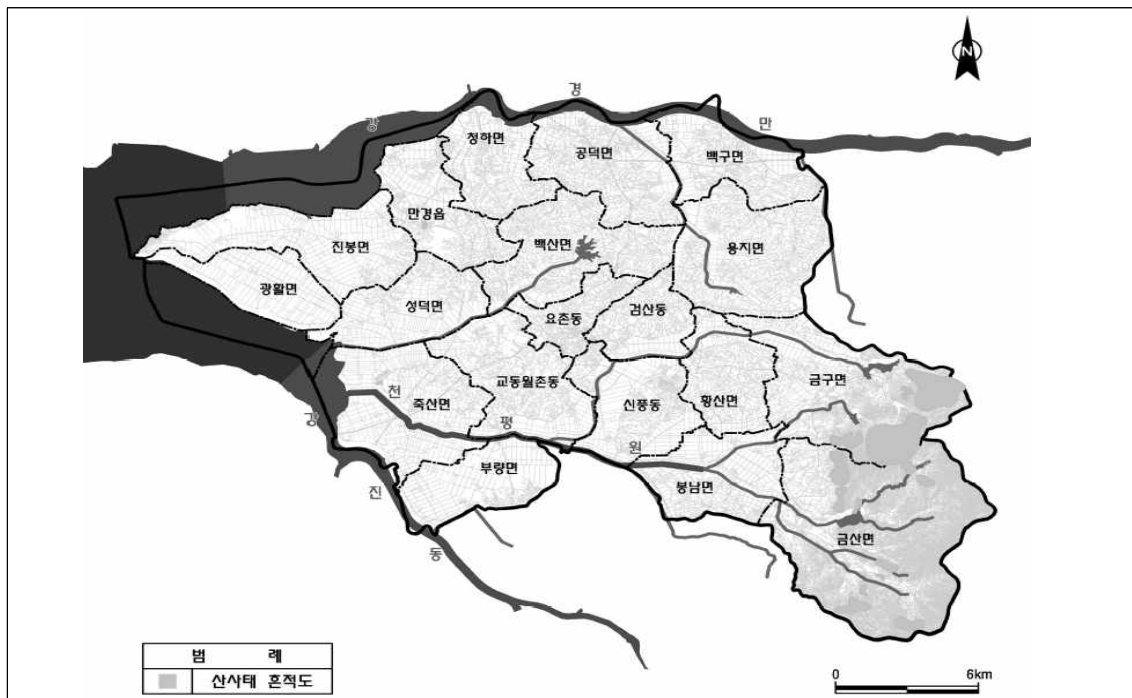 N
만 경 강
청하면
공덕면
백구면
만경읍
진봉면
백산면
용지면
광활면
성덕면
요촌동
검산동
교동월촌동
죽산면
신풍동
황산면
금구면
원 평 천
부량면
봉남면
금산면
동 진 강
범 례
산사태 흔적도
0 6km